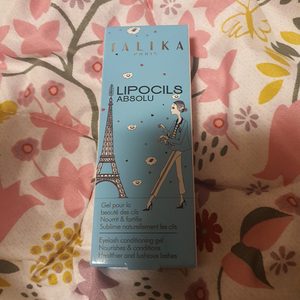 TALIKA
PARIS
LIPOCILS
ABSOLU
Gel pour la
beauté des cils
Nourrit & fortifie
Sublime naturellement les cils
Eyelash conditioning gel
Nourishes & conditions
Healthier and lushious lashes